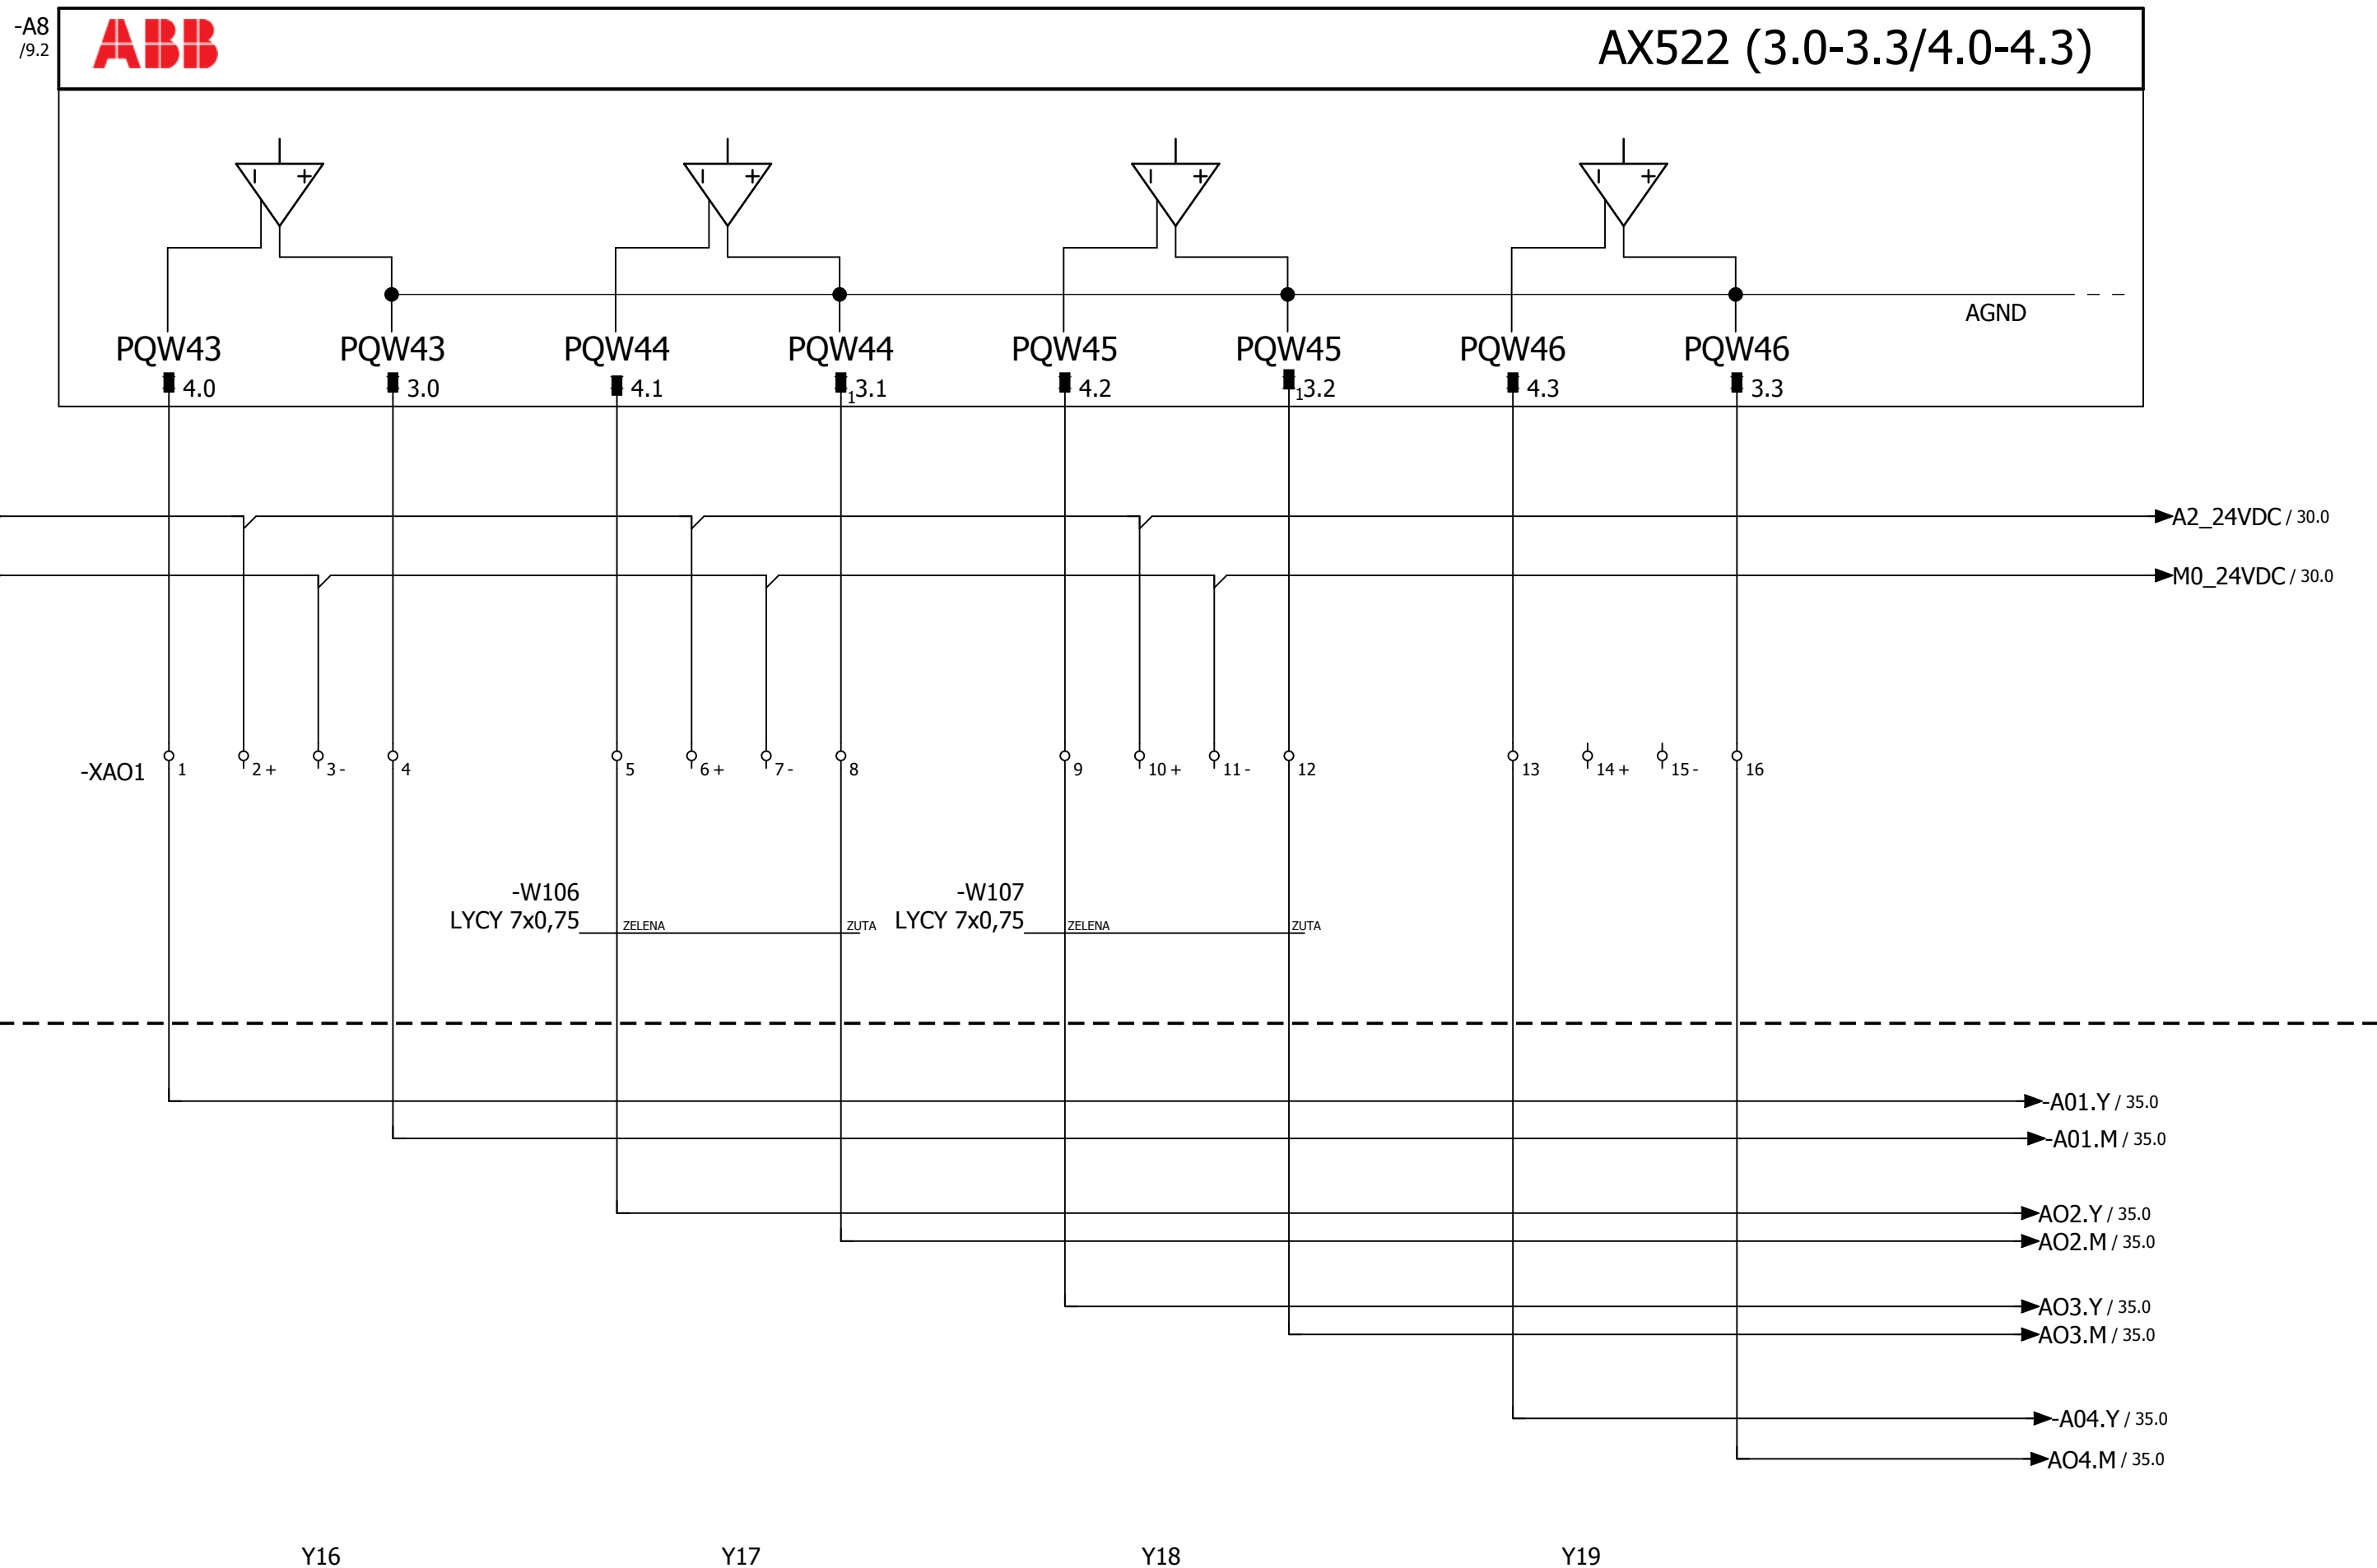 -A8
/9.2
ABB
AX522 (3.0-3.3/4.0-4.3)
- + - + - + - +
AGND
PQW43 PQW43 PQW44 PQW44 PQW45 PQW45 PQW46 PQW46
4.0 3.0 4.1 1 3.1 4.2 1 3.2 4.3 3.3
A2_24VDC / 30.0
M0_24VDC / 30.0
-XAO1 1 2 + 3 - 4 5 6 + 7 - 8 9 10 + 11 - 12 13 14 + 15 - 16
-W106 -W107
LYCY 7x0,75 ZELENA ZUTA LYCY 7x0,75 ZELENA ZUTA
-A01.Y / 35.0
-A01.M / 35.0
AO2.Y / 35.0
AO2.M / 35.0
AO3.Y / 35.0
AO3.M / 35.0
-A04.Y / 35.0
AO4.M / 35.0
Y16 Y17 Y18 Y19